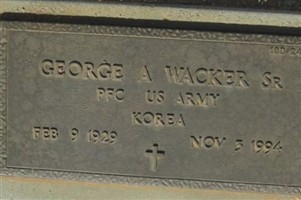 GEORGE A WACKER SR
PFC US ARMY
KOREA
FEB 9 1929 NOV 3 1994